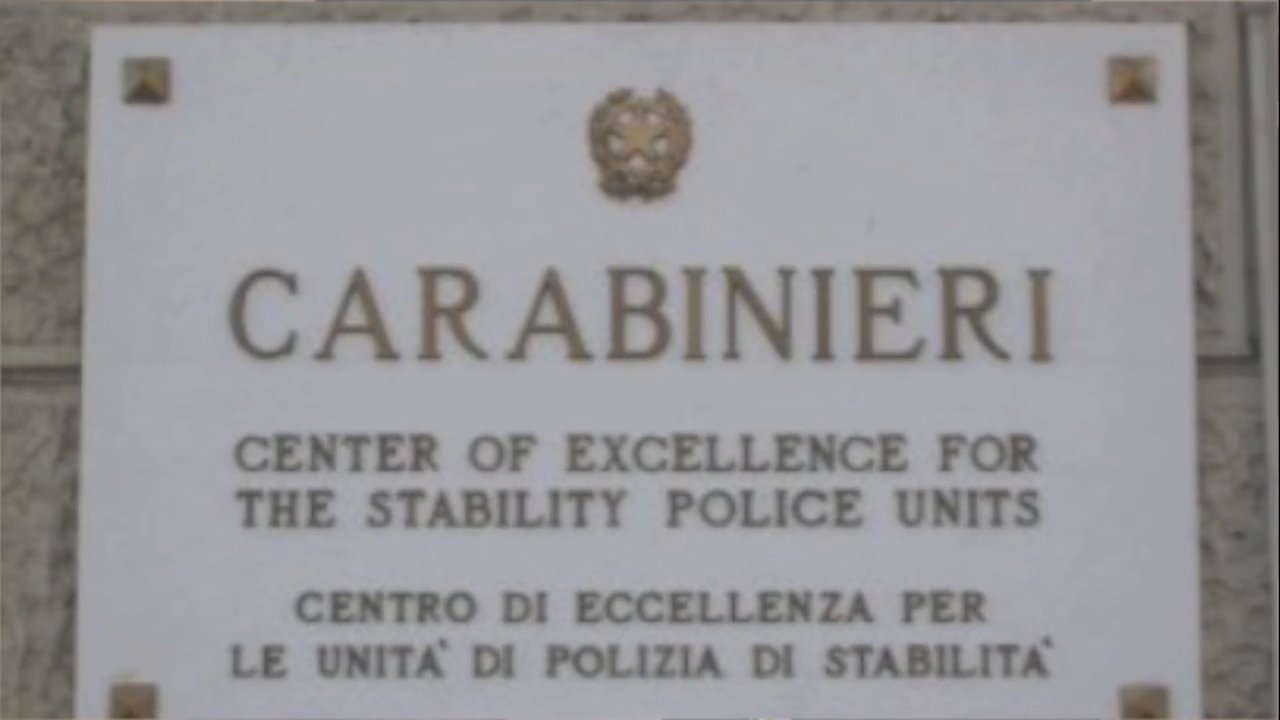 CARABINIERI
CENTER OF EXCELLENCE FOR
THE STABILITY POLICE UNITS
CENTRO DI ECCELLENZA PER
LE UNITA` DI POLIZIA DI STABILITA`